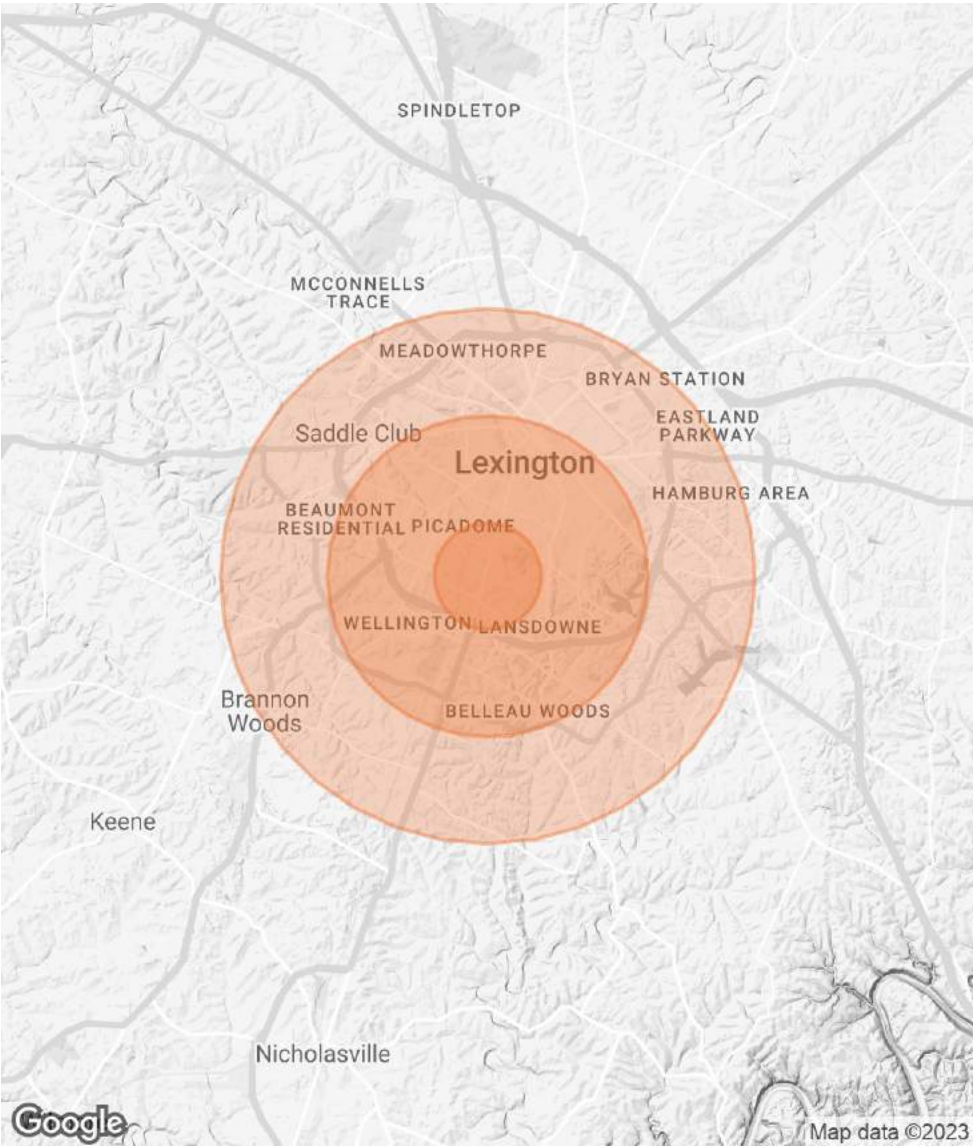 SPINDLETOP
MCCONNELLS
TRACE
MEADOWTHORPE
BRYAN STATION
EASTLAND
PARKWAY
Saddle Club
Lexington
HAMBURG AREA
BEAUMONT
RESIDENTIAL
PICADOME
WELLINGTON
LANSDOWNE
Brannon
Woods
BELLEAU WOODS
Keene
Nicholasville
Google
Map data ©2023